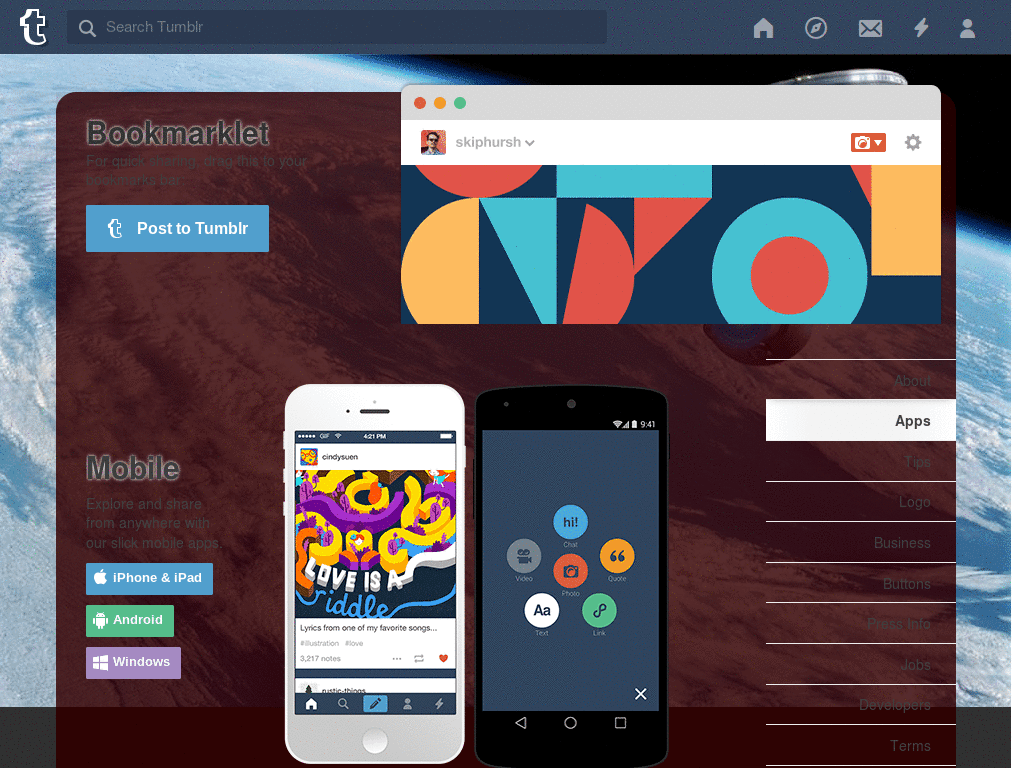 Search Tumblr
Bookmarklet
For quick sharing, drag this to your
bookmarks bar.
Post to Tumblr
skiphursh
Mobile
Explore and share
from anywhere with
our slick mobile apps.
iPhone & iPad
Android
Windows
GIF
4:21 PM
cindysuen
LOVE IS A
riddle
Lyrics from one of my favorite songs...
#illustration #love
3,217 notes
rustic-things
9:41
hi!
Chat
Video
Quote
Photo
Aa
Text
Link
About
Apps
Tips
Logo
Business
Buttons
Press Info
Jobs
Developers
Terms